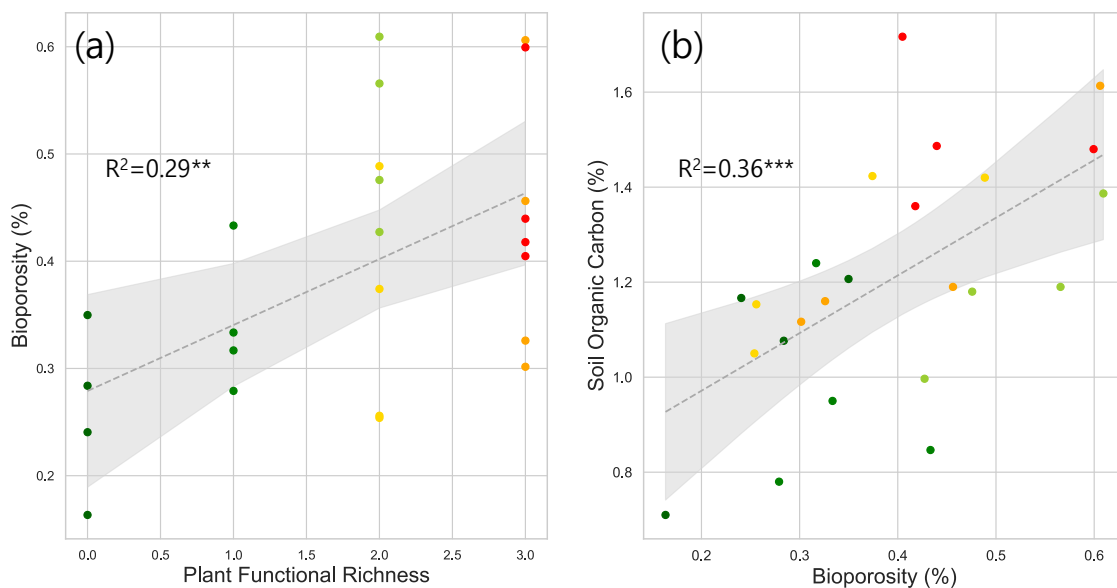 (a)
R²=0.29**
Bioporosity (%)
0.6
0.5
0.4
0.3
0.2
0.0 0.5 1.0 1.5 2.0 2.5 3.0
Plant Functional Richness
(b)
R²=0.36***
Soil Organic Carbon (%)
1.6
1.4
1.2
1.0
0.8
0.2 0.3 0.4 0.5 0.6
Bioporosity (%)